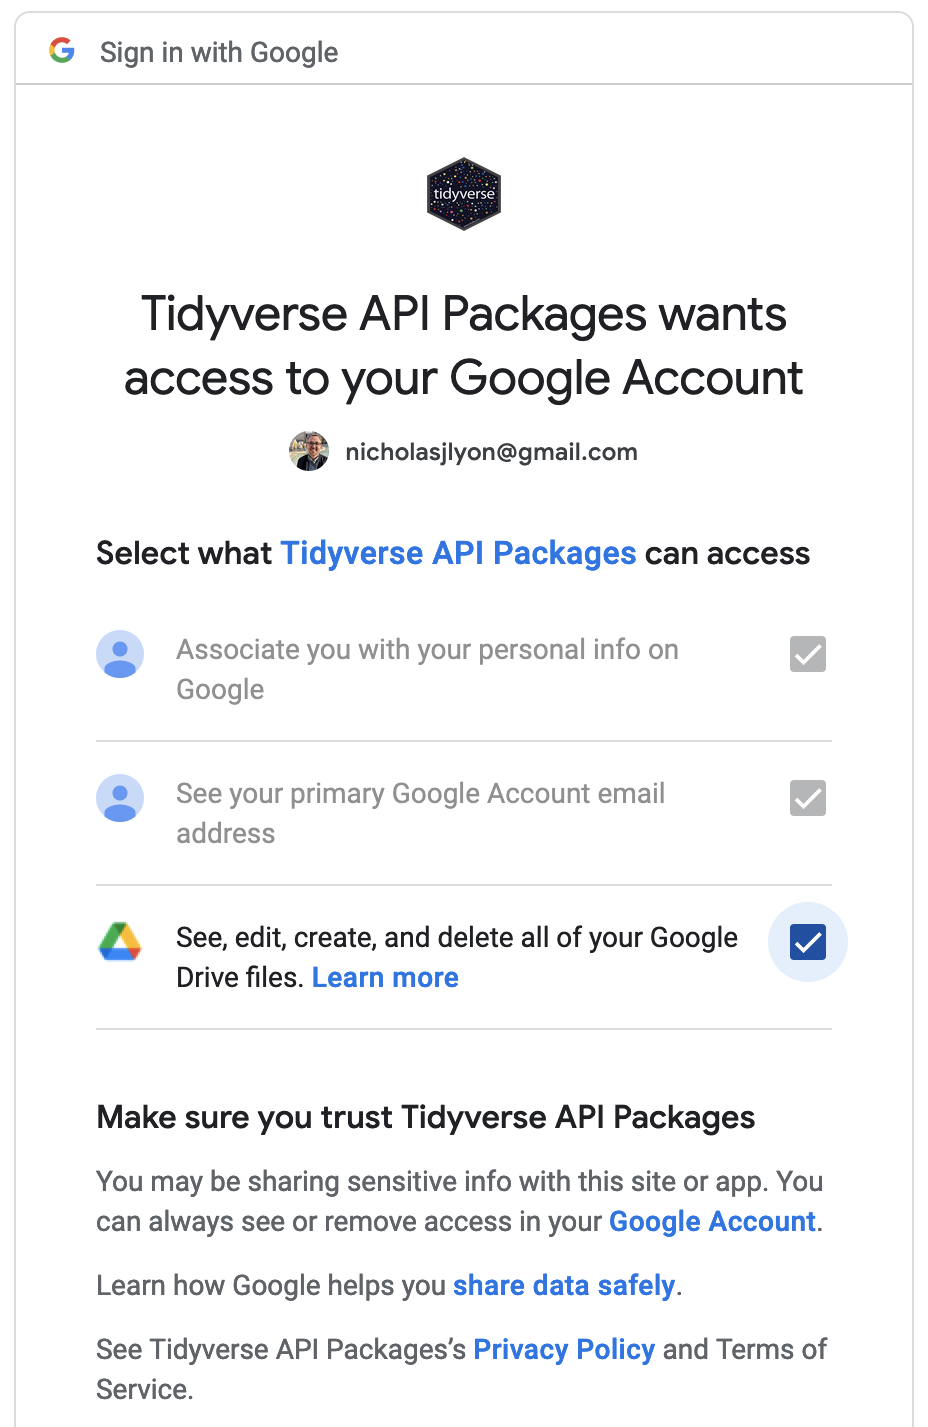 Sign in with Google
tidyverse
Tidyverse API Packages wants
access to your Google Account
nicholasjlyon@gmail.com
Select what Tidyverse API Packages can access
Associate you with your personal info on
Google
See your primary Google Account email
address
See, edit, create, and delete all of your Google
Drive files. Learn more
Make sure you trust Tidyverse API Packages
You may be sharing sensitive info with this site or app. You
can always see or remove access in your Google Account.
Learn how Google helps you share data safely.
See Tidyverse API Packages’s Privacy Policy and Terms of
Service.